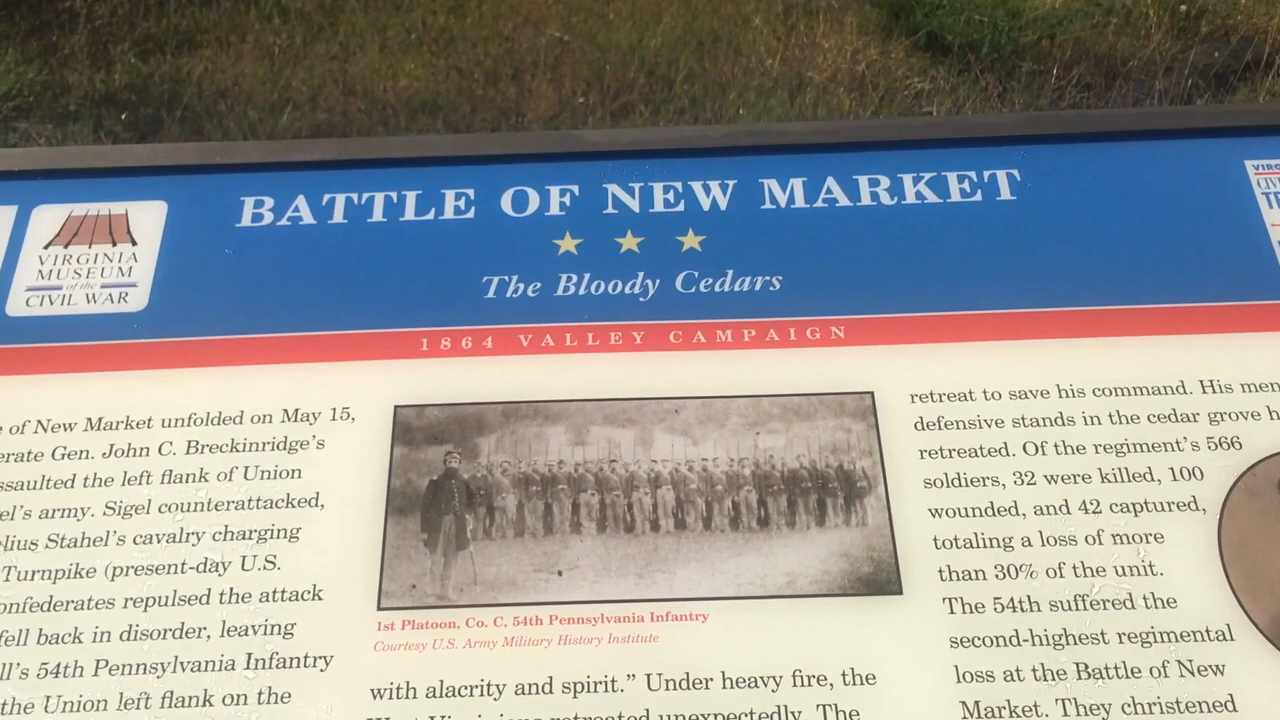 BATTLE OF NEW MARKET
The Bloody Cedars
1864 VALLEY CAMPAIGN
VIRGINIA
MUSEUM
of the
CIVIL WAR
of New Market unfolded on May 15,
Gen. John C. Breckinridge's
the left flank of Union
army. Sigel counterattacked,
Stahel's cavalry charging
Turnpike (present-day U.S.
repulsed the attack
fell back in disorder, leaving
54th Pennsylvania Infantry
the Union left flank on the
1st Platoon, Co. C, 54th Pennsylvania Infantry
Courtesy U.S. Army Military History Institute
with alacrity and spirit." Under heavy fire, the
retreated unexpectedly. The
retreat to save his command. His men
defensive stands in the cedar grove
retreated. Of the regiment's 566
soldiers, 32 were killed, 100
wounded, and 42 captured,
totaling a loss of more
than 30% of the unit.
The 54th suffered the
second-highest regimental
loss at the Battle of New
Market. They christened